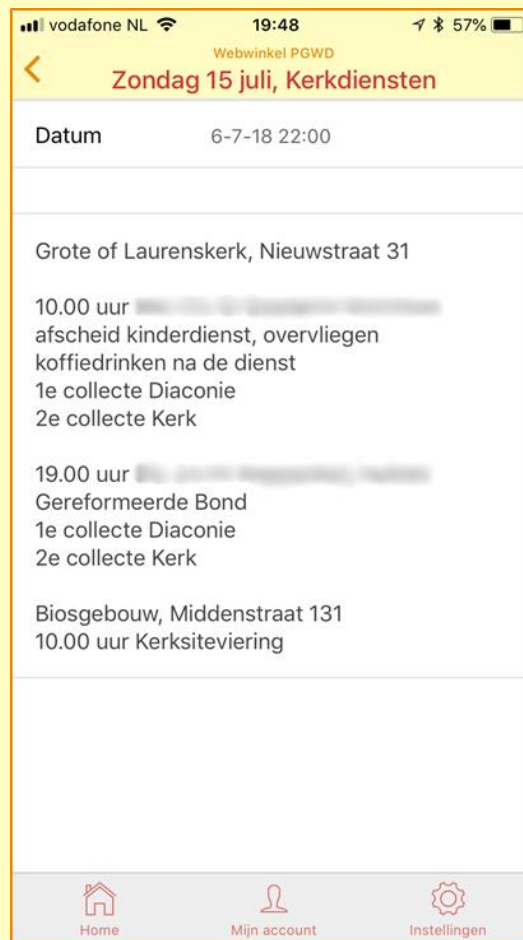 vodafone NL 19:48 57%
Webwinkel PGWD
Zondag 15 juli, Kerkdiensten
Datum 6-7-18 22:00
Grote of Laurenskerk, Nieuwstraat 31
10.00 uur
afscheid kinderdienst, overvliegen
koffiedrinken na de dienst
1e collecte Diaconie
2e collecte Kerk
19.00 uur
Gereformeerde Bond
1e collecte Diaconie
2e collecte Kerk
Biosgebouw, Middenstraat 131
10.00 uur Kerksiteviering
Home Mijn account Instellingen